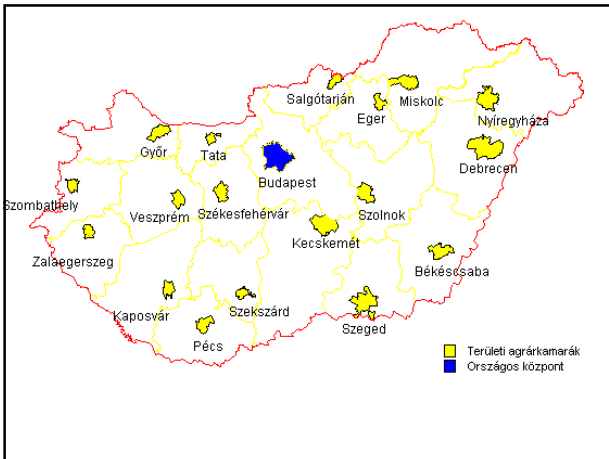 Salgótarján
Miskolc
Eger
Nyíregyháza
Győr
Tata
Debrecen
Budapest
Szombathely
Veszprém
Székesfehérvár
Szolnok
Kecskemét
Zalaegerszeg
Békéscsaba
Kaposvár
Szekszárd
Szeged
Pécs
Területi agrárkamarák
Országos központ